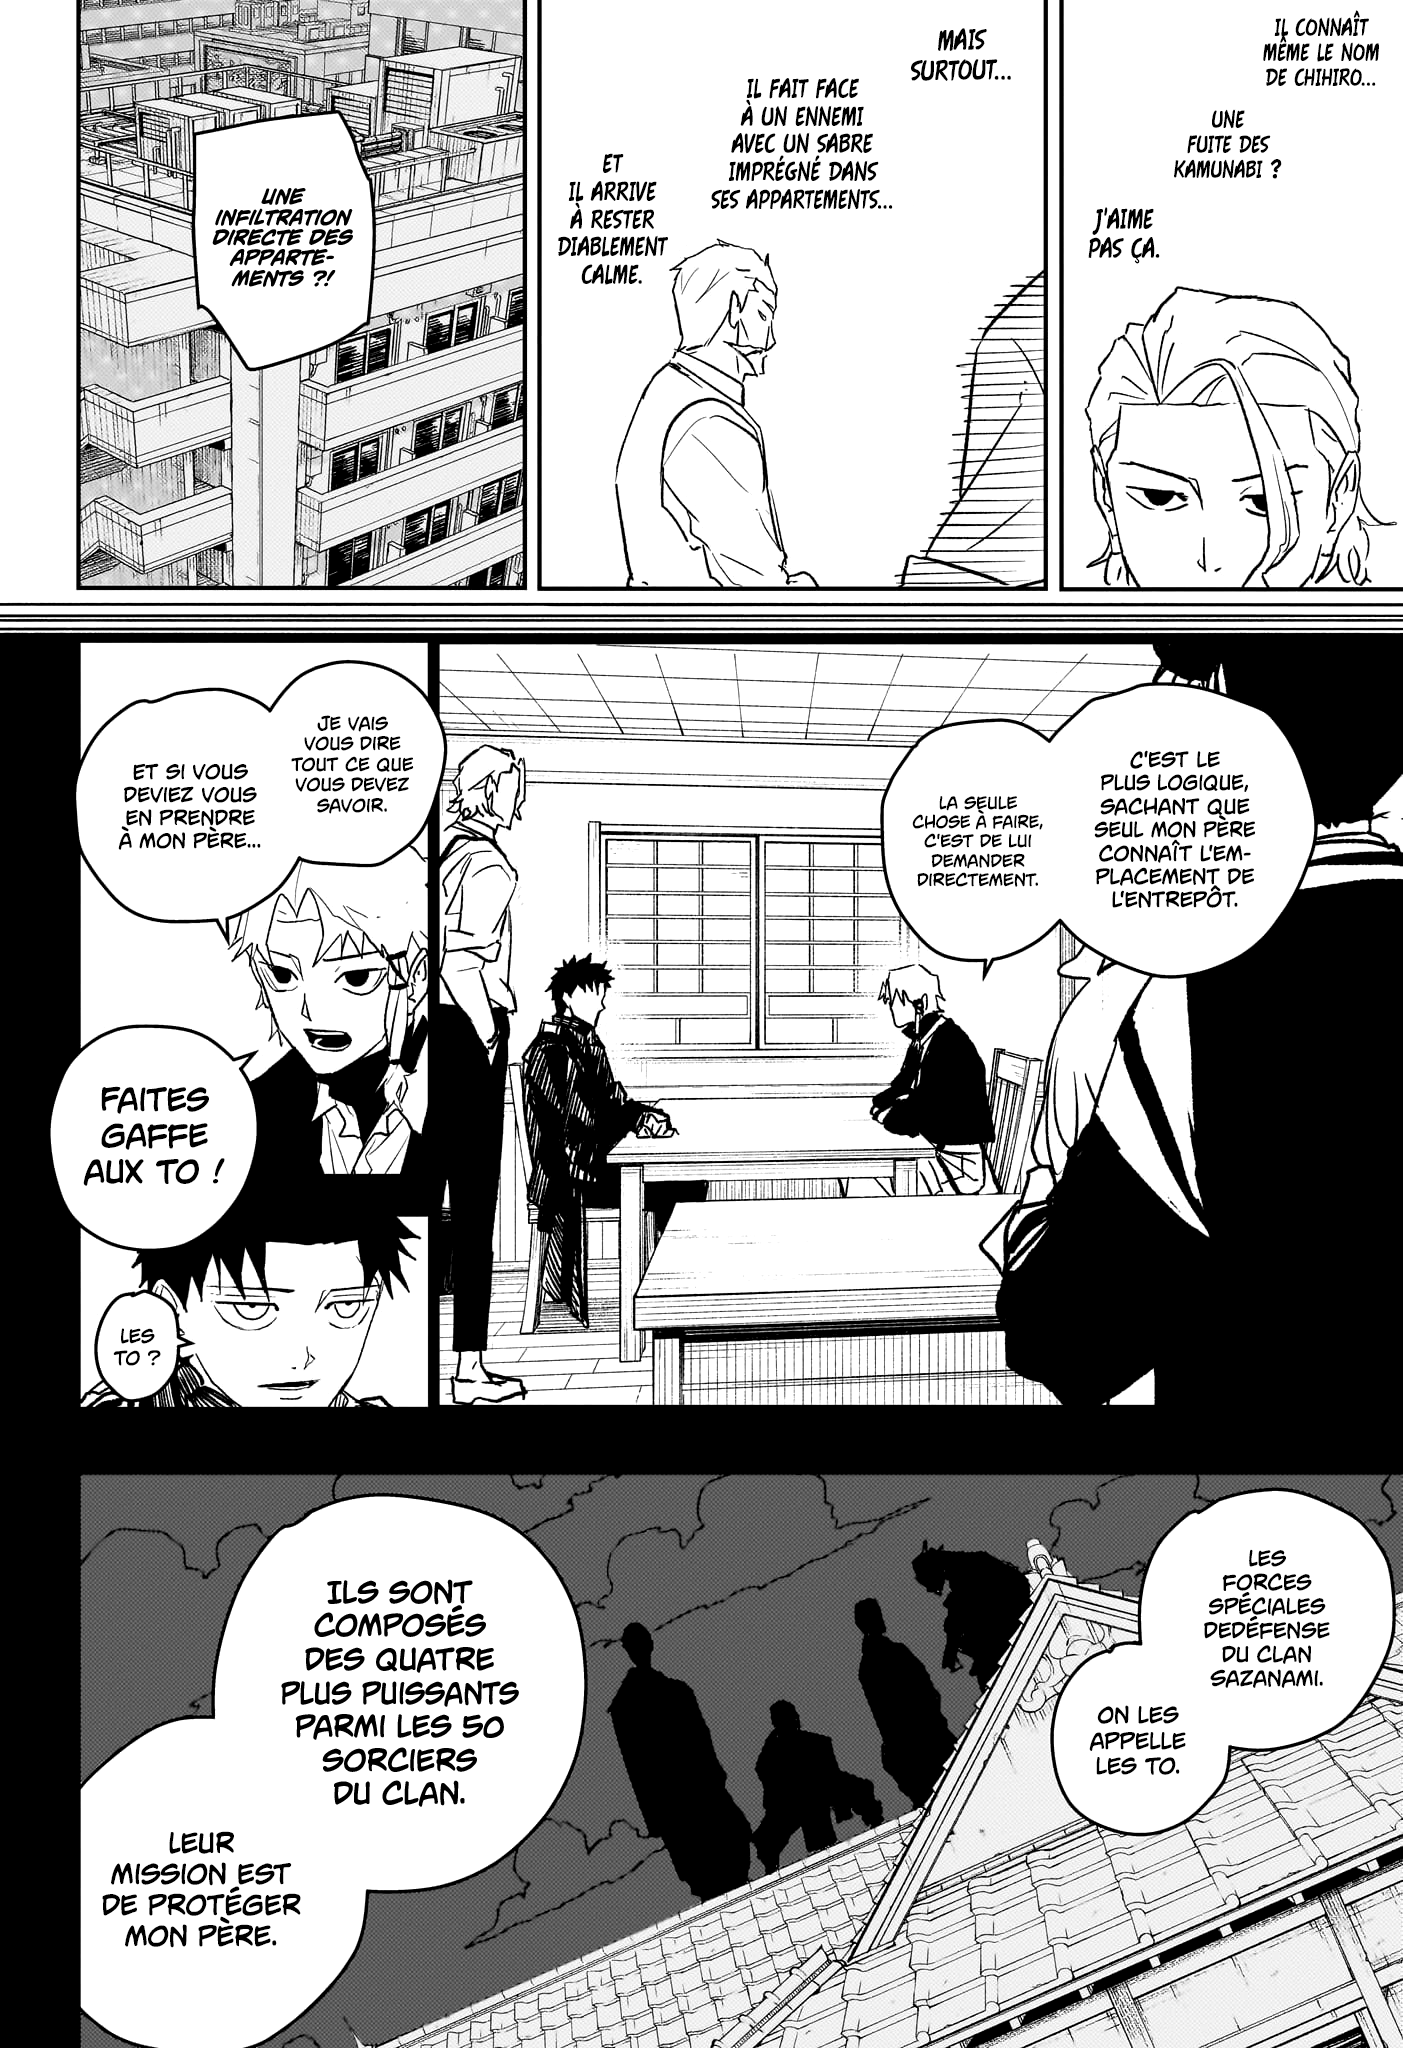 IL CONNAÎT
MÊME LE NOM
DE CHIHIRO...
UNE
FUITE DES
KAMUNABI ?
J'AIME
PAS ÇA.
MAIS
SURTOUT...
IL FAIT FACE
À UN ENNEMI
AVEC UN SABRE
IMPRÉGNÉ DANS
SES APPARTEMENTS...
ET
IL ARRIVE
À RESTER
DIABLEMENT
CALME.
UNE
INFILTRATION
DIRECTE DES
APPARTE-
MENTS ?!
C'EST LE
PLUS LOGIQUE,
SACHANT QUE
SEUL MON PÈRE
CONNAÎT L'EM-
PLACEMENT DE
L'ENTREPÔT.
LA SEULE
CHOSE À FAIRE,
C'EST DE LUI
DEMANDER
DIRECTEMENT.
JE VAIS
VOUS DIRE
TOUT CE QUE
VOUS DEVEZ
SAVOIR.
ET SI VOUS
DEVIEZ VOUS
EN PRENDRE
À MON PÈRE...
FAITES
GAFFE
AUX TO !
LES
TO ?
LES
FORCES
SPÉCIALES
DEDÉFENSE
DU CLAN
SAZANAMI.
ON LES
APPELLE
LES TO.
ILS SONT
COMPOSÉS
DES QUATRE
PLUS PUISSANTS
PARMI LES 50
SORCIERS
DU CLAN.
LEUR
MISSION EST
DE PROTÉGER
MON PÈRE.